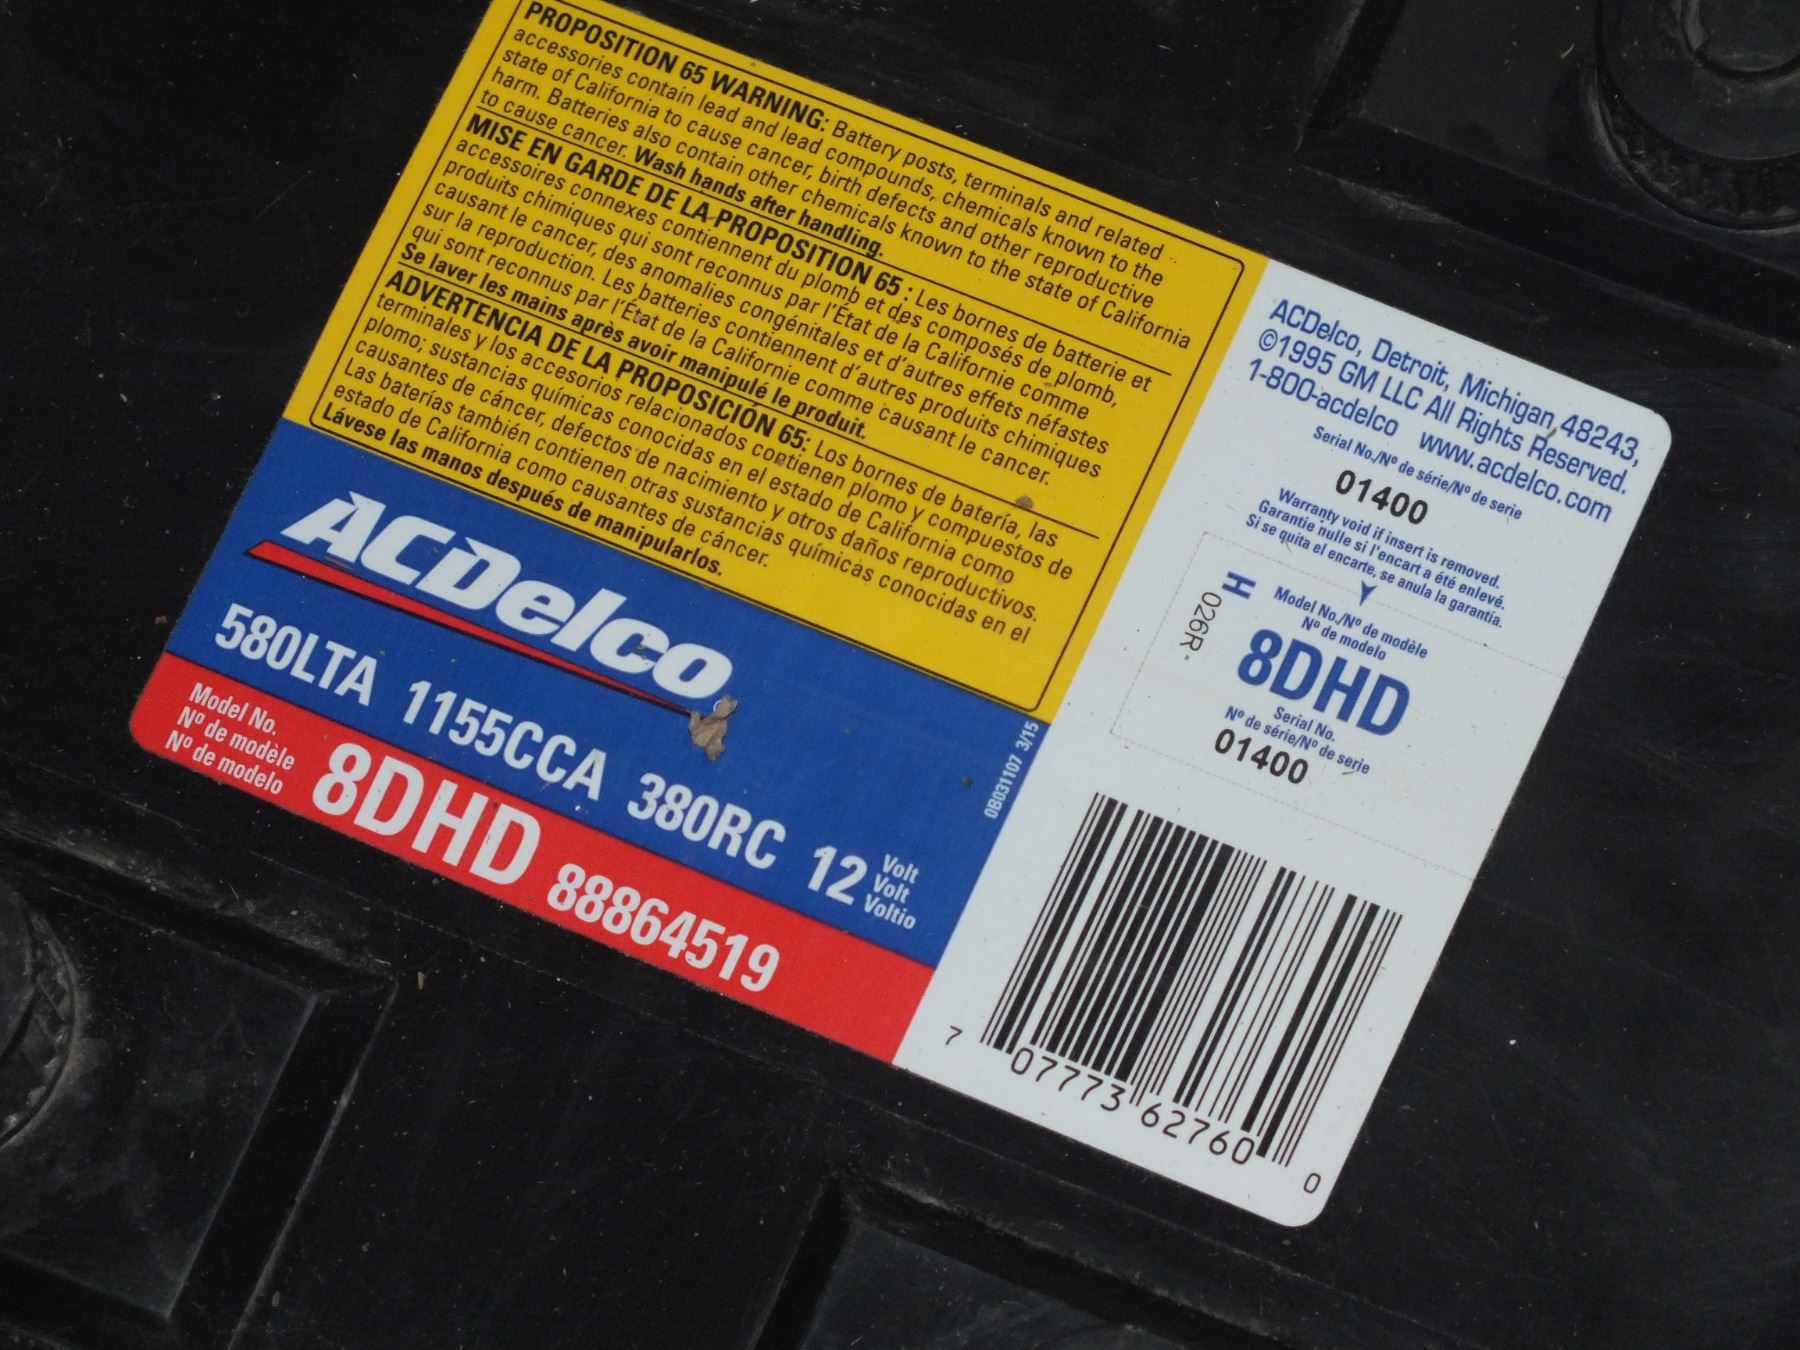 PROPOSITION 65 WARNING: Battery posts, terminals and related
accessories contain lead and lead compounds, chemicals known to the
state of California to cause cancer, birth defects and other reproductive
harm. Batteries also contain other chemicals known to the state of California
to cause cancer. Wash hands after handling.
MISE EN GARDE DE LA PROPOSITION 65 : Les bornes de batterie et
accessoires connexes contiennent du plomb et des composés de plomb,
produits chimiques qui sont reconnus par l'État de la Californie comme
causant le cancer, des anomalies congénitales et d'autres effets néfastes
sur la reproduction. Les batteries contiennent d'autres produits chimiques
qui sont reconnus par l'État de la Californie comme causant le cancer.
Se laver les mains après avoir manipulé le produit.
ADVERTENCIA DE LA PROPOSICIÓN 65: Los bornes de batería, las
terminales y los accesorios relacionados contienen plomo y compuestos de
plomo; sustancias químicas conocidas en el estado de California como
causantes de cáncer, defectos de nacimiento y otros daños reproductivos.
Las baterías también contienen otras sustancias químicas conocidas en el
estado de California como causantes de cáncer.
Lávese las manos después de manipularlos.
ACDelco
580LTA 1155CCA 380RC 12 Volt
Volt
Voltio
Model No.
Nº de modèle
Nº de modelo
8DHD 88864519
0B031107 3/15
ACDelco, Detroit, Michigan 48243,
©1995 GM LLC All Rights Reserved.
1-800-acdelco www.acdelco.com
Serial No./Nº de série/Nº de serie
01400
Warranty void if insert is removed.
Garantie nulle si l'encart a été enlevé.
Si se quita el encarte, se anula la garantía.
H
026R
Model No./Nº de modèle
Nº de modelo
8DHD
Serial No.
Nº de série/Nº de serie
01400
7 07773 62760 0